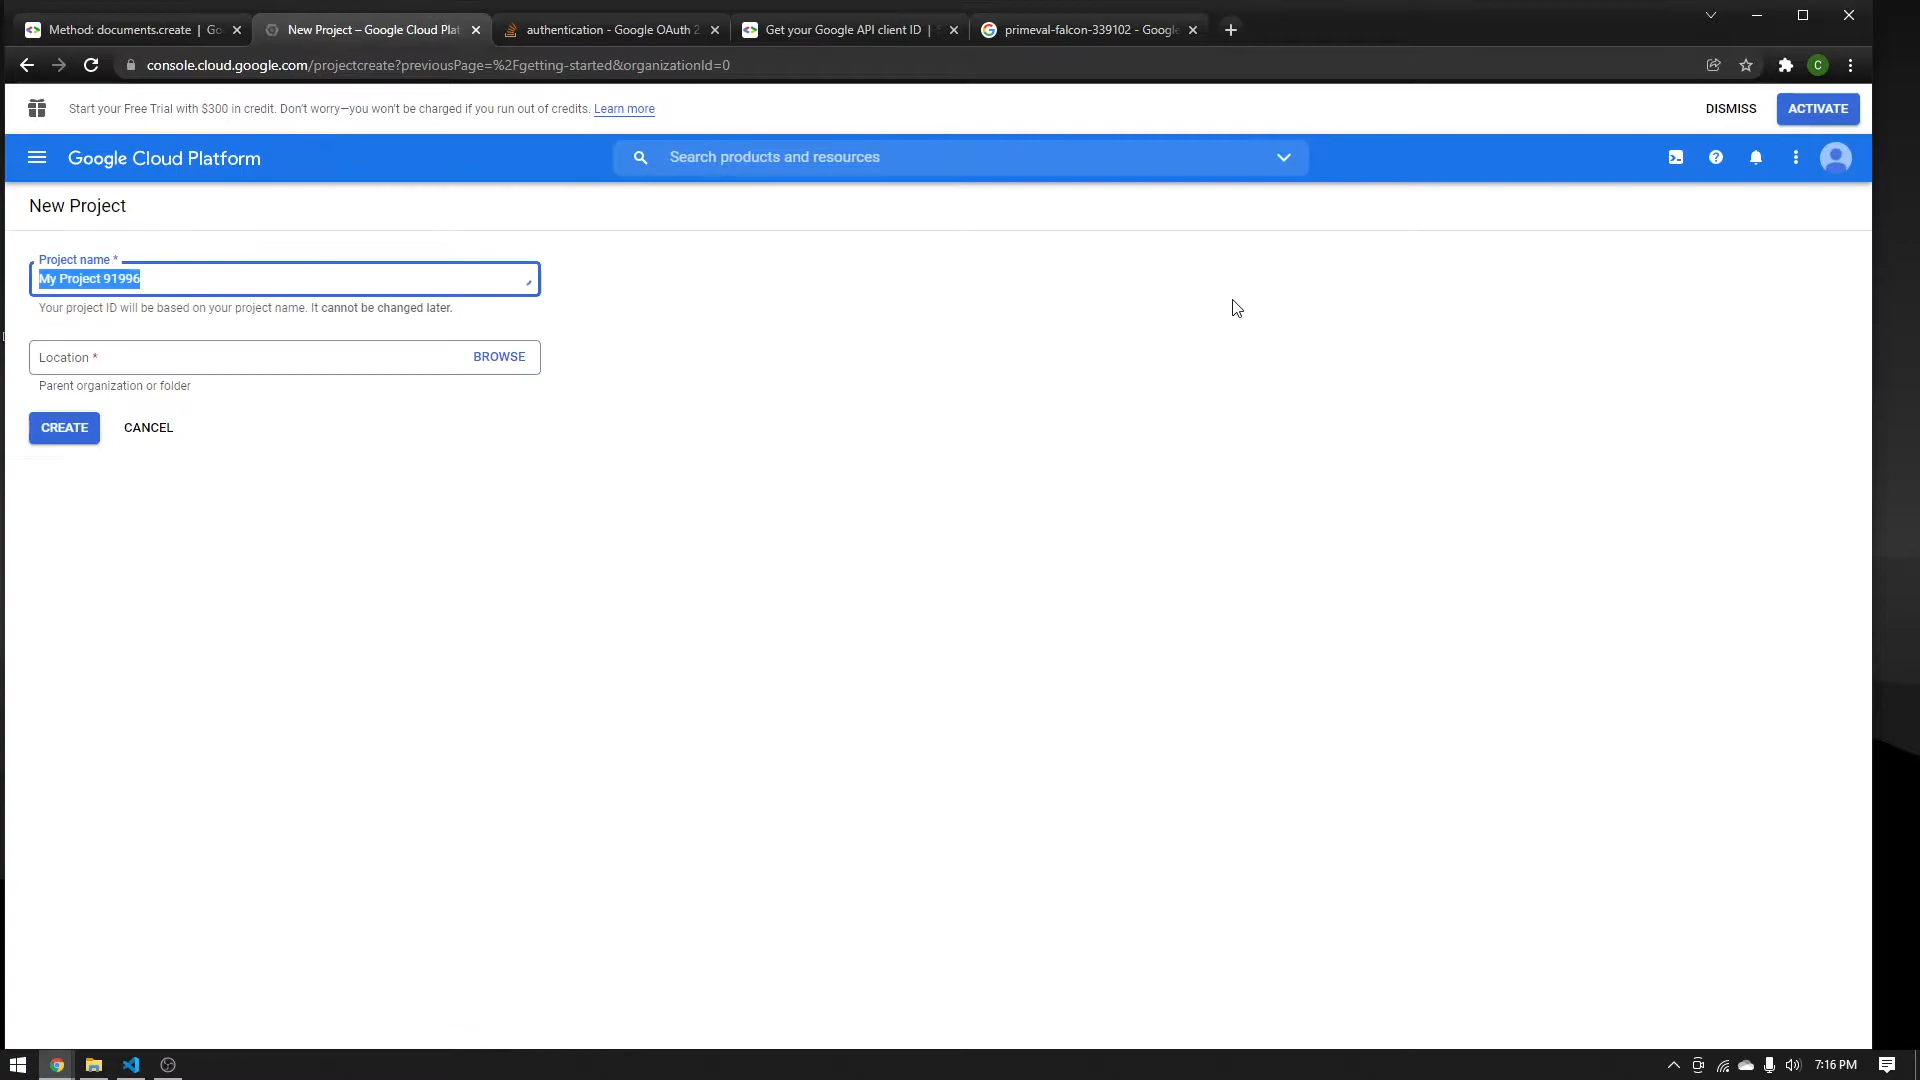 Method: documents.create | Go
New Project – Google Cloud Plat
authentication - Google OAuth 2
Get your Google API client ID |
primeval-falcon-339102 - Google
console.cloud.google.com/projectcreate?previousPage=%2Fgetting-started&organizationId=0
C
Start your Free Trial with $300 in credit. Don't worry—you won't be charged if you run out of credits. Learn more
DISMISS
ACTIVATE
Google Cloud Platform
Search products and resources
New Project
Project name *
My Project 91996
Your project ID will be based on your project name. It cannot be changed later.
Location *
BROWSE
Parent organization or folder
CREATE
CANCEL
7:16 PM